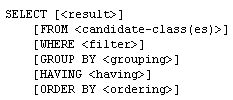 SELECT [<result>]
[FROM <candidate-class(es)>]
[WHERE <filter>]
[GROUP BY <grouping>]
[HAVING <having>]
[ORDER BY <ordering>]